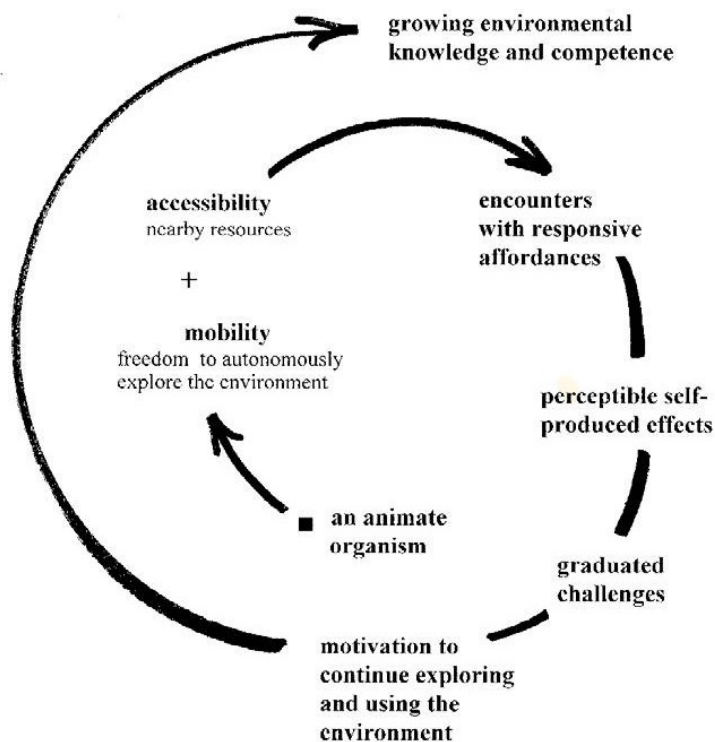 growing environmental
knowledge and competence
accessibility
nearby resources
+
mobility
freedom to autonomously
explore the environment
encounters
with responsive
affordances
perceptible self-
produced effects
an animate
organism
graduated
challenges
motivation to
continue exploring
and using the
environment